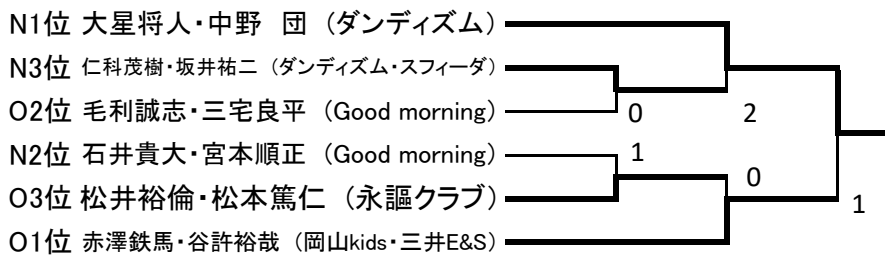 N1位 大星将人・中野　団 (ダンディズム)
N3位 仁科茂樹・坂井祐二 (ダンディズム・スフィーダ)
O2位 毛利誠志・三宅良平 (Good morning)
0
2
N2位 石井貴大・宮本順正 (Good morning)
1
O3位 松井裕倫・松本篤仁 (永謳クラブ)
0
1
O1位 赤澤鉄馬・谷許裕哉 (岡山kids・三井E&S)